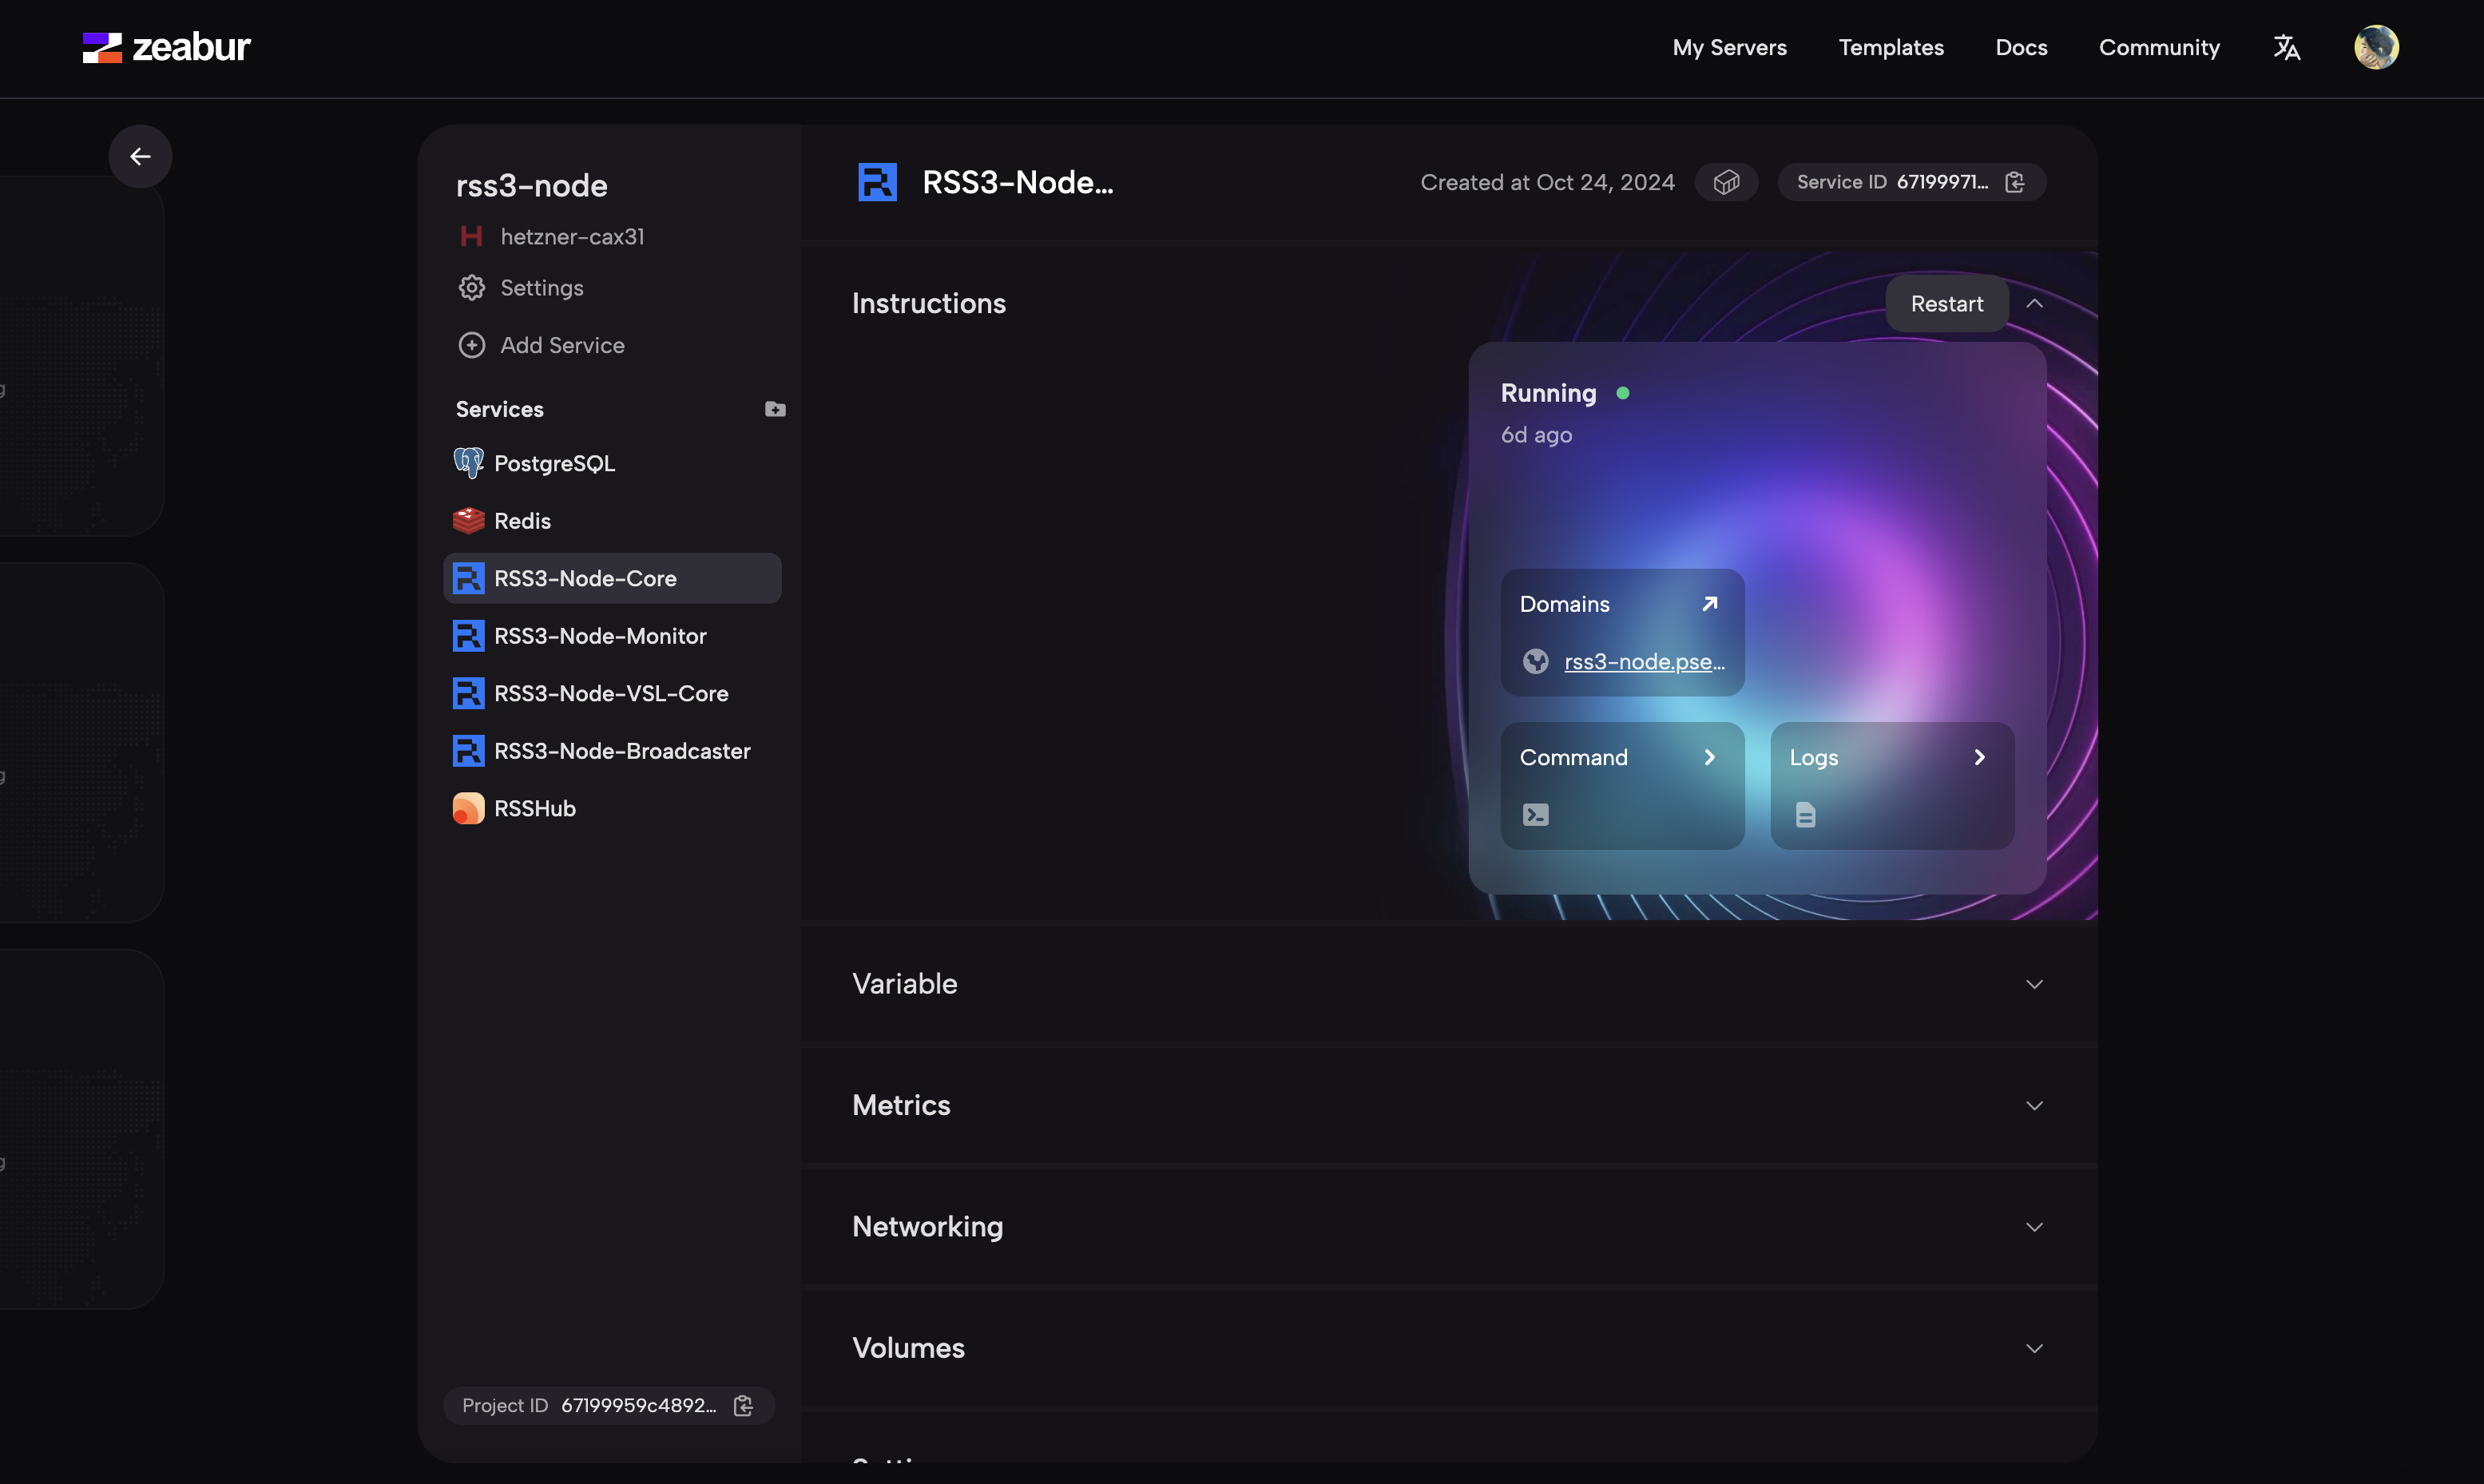 zeabur
My Servers
Templates
Docs
Community
rss3-node
hetzner-cax31
Settings
Add Service
Services
PostgreSQL
Redis
RSS3-Node-Core
RSS3-Node-Monitor
RSS3-Node-VSL-Core
RSS3-Node-Broadcaster
RSSHub
Project ID 67199959c4892...
RSS3-Node...
Created at Oct 24, 2024
Service ID 67199971...
Instructions
Restart
Running
6d ago
Domains
rss3-node.pse...
Command
Logs
Variable
Metrics
Networking
Volumes